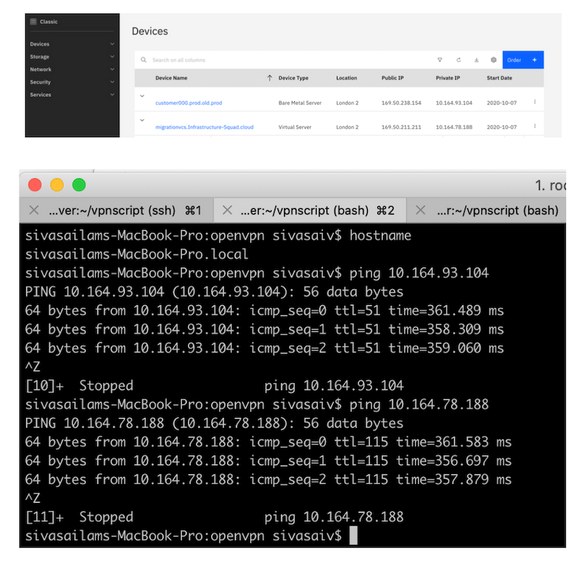 Classic
Devices
Devices
Storage
Network
Security
Services
Search on all columns
Order +
Device Name ↑ Device Type Location Public IP Private IP Start Date
customer000.prod.old.prod Bare Metal Server London 2 169.50.238.154 10.164.93.104 2020-10-07
migrationvcs.Infrastructure-Squad.cloud Virtual Server London 2 169.50.211.211 10.164.78.188 2020-10-07
1. roo
× ...ver:~/vpnscript (ssh) ⌘1 × ...er:~/vpnscript (bash) ⌘2 × ...r:~/vpnscript (bash)
sivasailams-MacBook-Pro:openvpn sivasaiv$ hostname
sivasailams-MacBook-Pro.local
sivasailams-MacBook-Pro:openvpn sivasaiv$ ping 10.164.93.104
PING 10.164.93.104 (10.164.93.104): 56 data bytes
64 bytes from 10.164.93.104: icmp_seq=0 ttl=51 time=361.489 ms
64 bytes from 10.164.93.104: icmp_seq=1 ttl=51 time=358.309 ms
64 bytes from 10.164.93.104: icmp_seq=2 ttl=51 time=359.060 ms
^Z
[10]+ Stopped ping 10.164.93.104
sivasailams-MacBook-Pro:openvpn sivasaiv$ ping 10.164.78.188
PING 10.164.78.188 (10.164.78.188): 56 data bytes
64 bytes from 10.164.78.188: icmp_seq=0 ttl=115 time=361.583 ms
64 bytes from 10.164.78.188: icmp_seq=1 ttl=115 time=356.697 ms
64 bytes from 10.164.78.188: icmp_seq=2 ttl=115 time=357.879 ms
^Z
[11]+ Stopped ping 10.164.78.188
sivasailams-MacBook-Pro:openvpn sivasaiv$